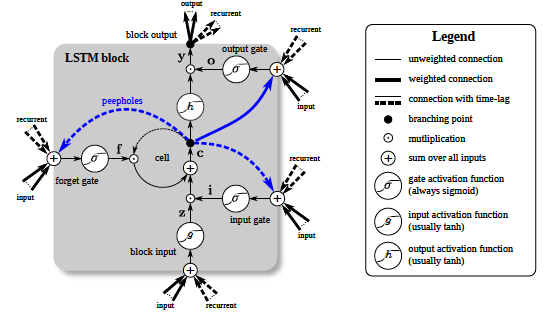 output
recurrent
block output
recurrent
LSTM block
y
o
output gate
σ
+
input
h
peepholes
recurrent
f
cell
c
recurrent
+
σ
+
forget gate
i
σ
+
input
z
input gate
g
input
block input
+
input
recurrent
Legend
unweighted connection
weighted connection
connection with time-lag
branching point
mutliplication
+
sum over all inputs
σ
gate activation function
(always sigmoid)
g
input activation function
(usually tanh)
h
output activation function
(usually tanh)